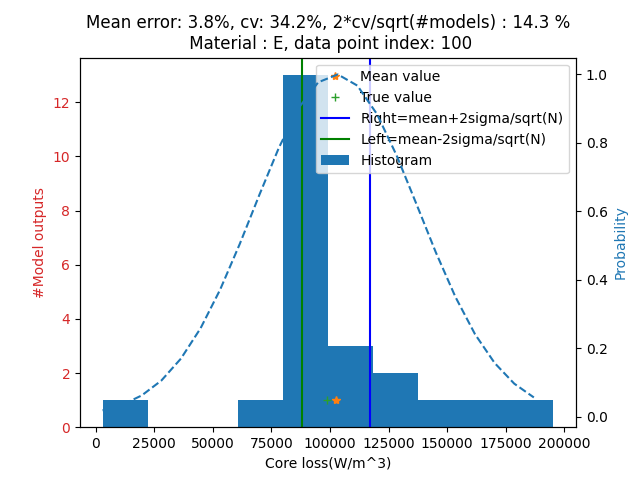 Mean error: 3.8%, cv: 34.2%, 2*cv/sqrt(#models) : 14.3 %
Material : E, data point index: 100
Mean value
True value
Right=mean+2sigma/sqrt(N)
Left=mean-2sigma/sqrt(N)
Histogram
#Model outputs
12
10
8
6
4
2
0
1.0
0.8
0.6
0.4
0.2
0.0
Probability
0 25000 50000 75000 100000 125000 150000 175000 200000
Core loss(W/m^3)